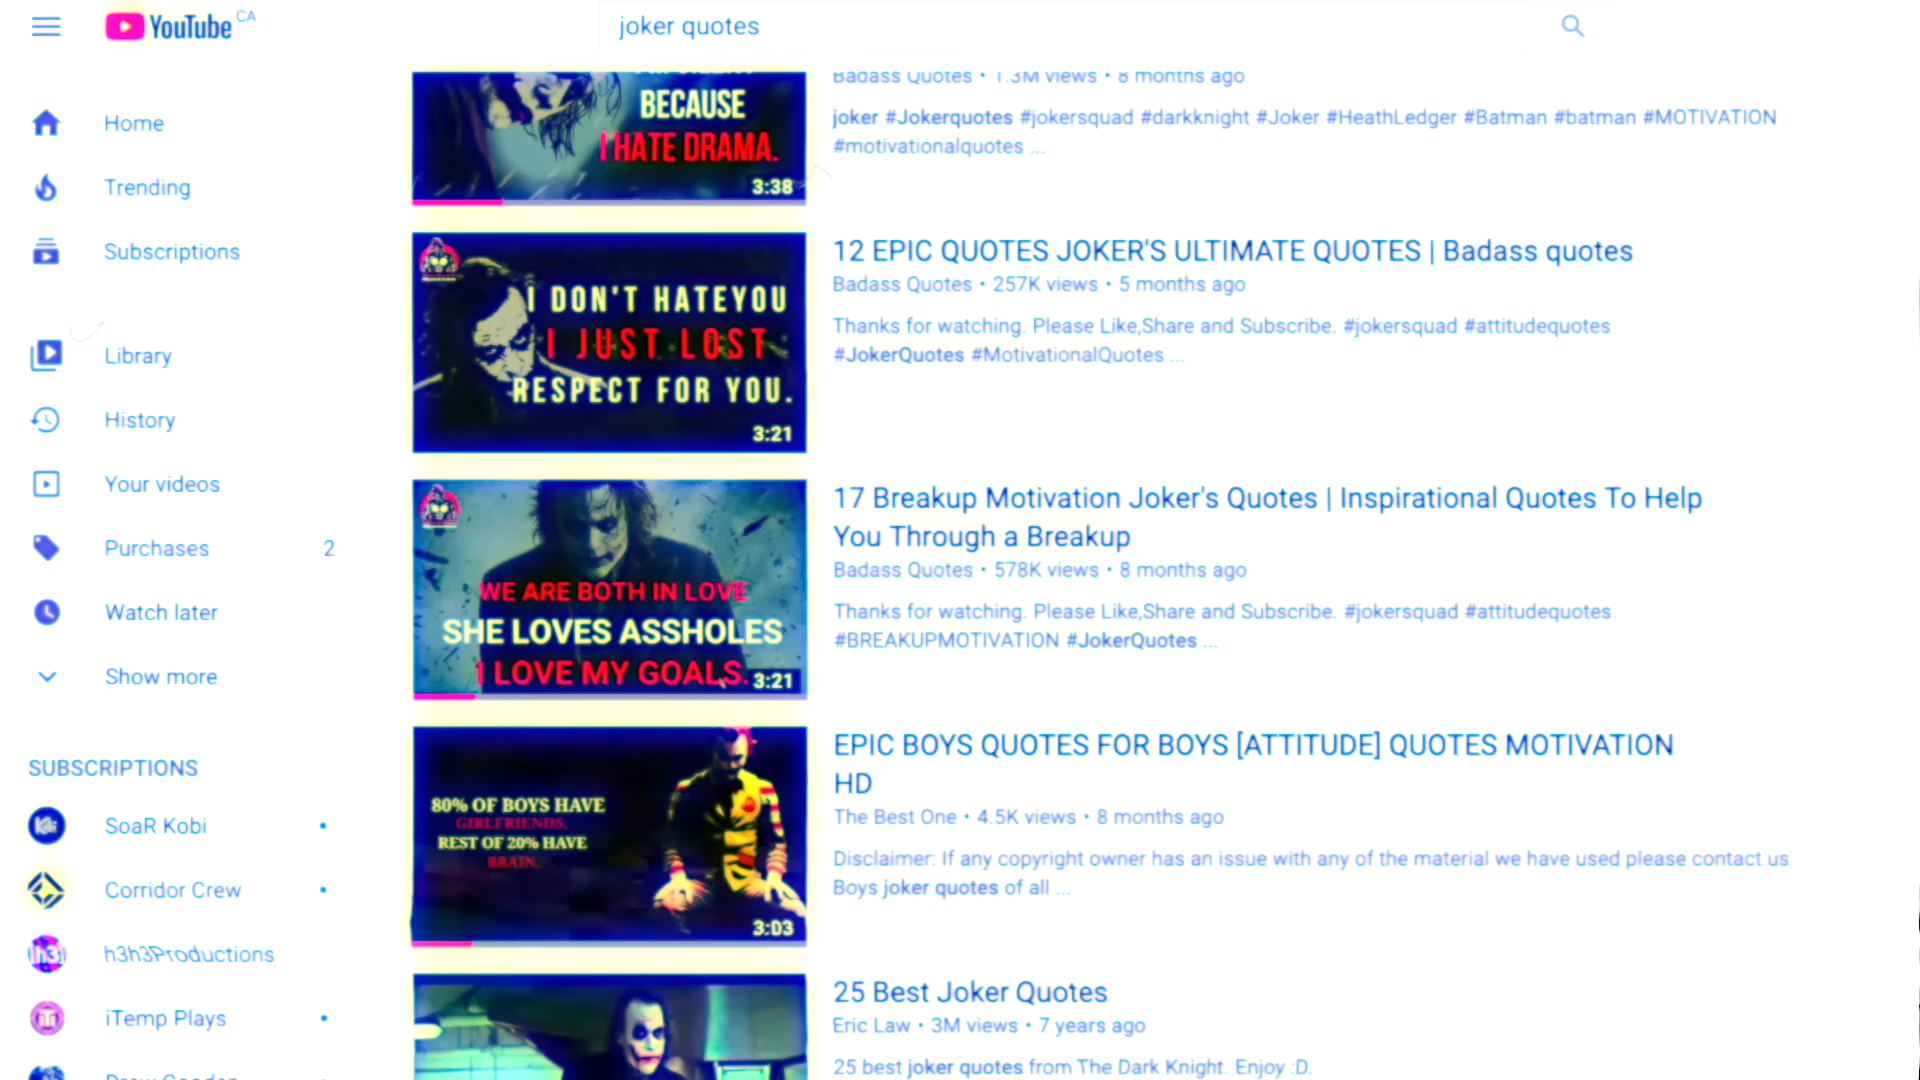 YouTube CA
joker quotes
Home
Trending
Subscriptions
Library
History
Your videos
Purchases 2
Watch later
Show more
SUBSCRIPTIONS
SoaR Kobi
Corridor Crew
h3h3Productions
iTemp Plays
BECAUSE
I HATE DRAMA.
3:38
Badass Quotes • 1.3M views • 8 months ago
joker #Jokerquotes #jokersquad #darkknight #Joker #HeathLedger #Batman #batman #MOTIVATION
#motivationalquotes ...
I DON'T HATEYOU
I JUST LOST
RESPECT FOR YOU.
3:21
12 EPIC QUOTES JOKER'S ULTIMATE QUOTES | Badass quotes
Badass Quotes • 257K views • 5 months ago
Thanks for watching. Please Like,Share and Subscribe. #jokersquad #attitudequotes
#JokerQuotes #MotivationalQuotes ...
WE ARE BOTH IN LOVE
SHE LOVES ASSHOLES
I LOVE MY GOALS.
3:21
17 Breakup Motivation Joker's Quotes | Inspirational Quotes To Help
You Through a Breakup
Badass Quotes • 578K views • 8 months ago
Thanks for watching. Please Like,Share and Subscribe. #jokersquad #attitudequotes
#BREAKUPMOTIVATION #JokerQuotes ...
80% OF BOYS HAVE
GIRLFRIENDS,
REST OF 20% HAVE
BRAIN.
3:03
EPIC BOYS QUOTES FOR BOYS [ATTITUDE] QUOTES MOTIVATION
HD
The Best One • 4.5K views • 8 months ago
Disclaimer: If any copyright owner has an issue with any of the material we have used please contact us
Boys joker quotes of all ...
25 Best Joker Quotes
Eric Law • 3M views • 7 years ago
25 best joker quotes from The Dark Knight. Enjoy :D.